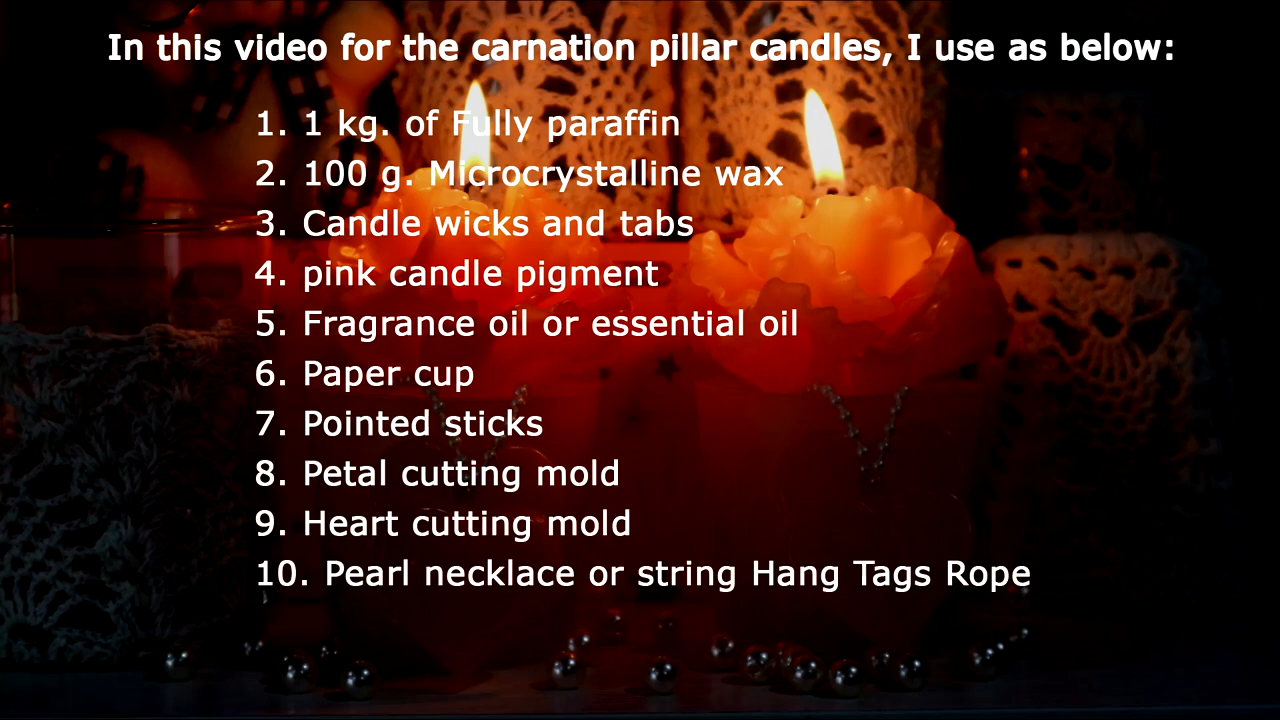 In this video for the carnation pillar candles, I use as below:
1. 1 kg. of Fully paraffin
2. 100 g. Microcrystalline wax
3. Candle wicks and tabs
4. pink candle pigment
5. Fragrance oil or essential oil
6. Paper cup
7. Pointed sticks
8. Petal cutting mold
9. Heart cutting mold
10. Pearl necklace or string Hang Tags Rope